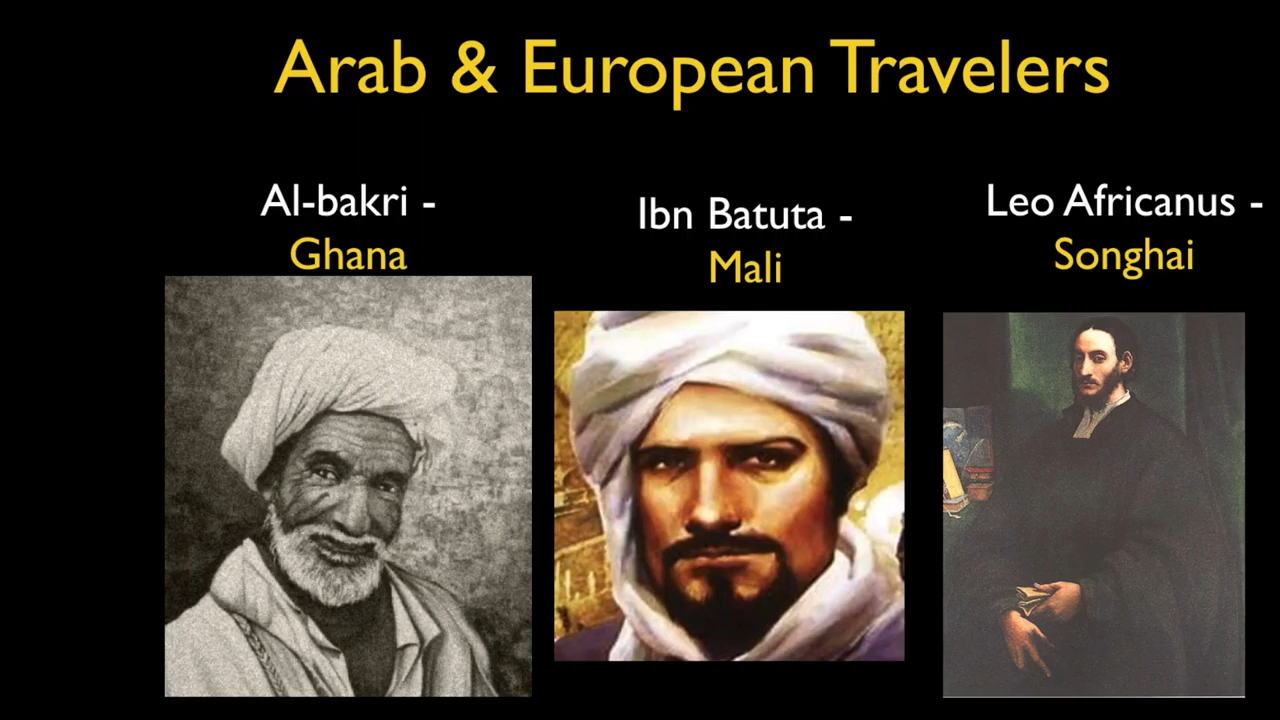 Arab & European Travelers
Al-bakri -
Ghana
Ibn Batuta -
Mali
Leo Africanus -
Songhai